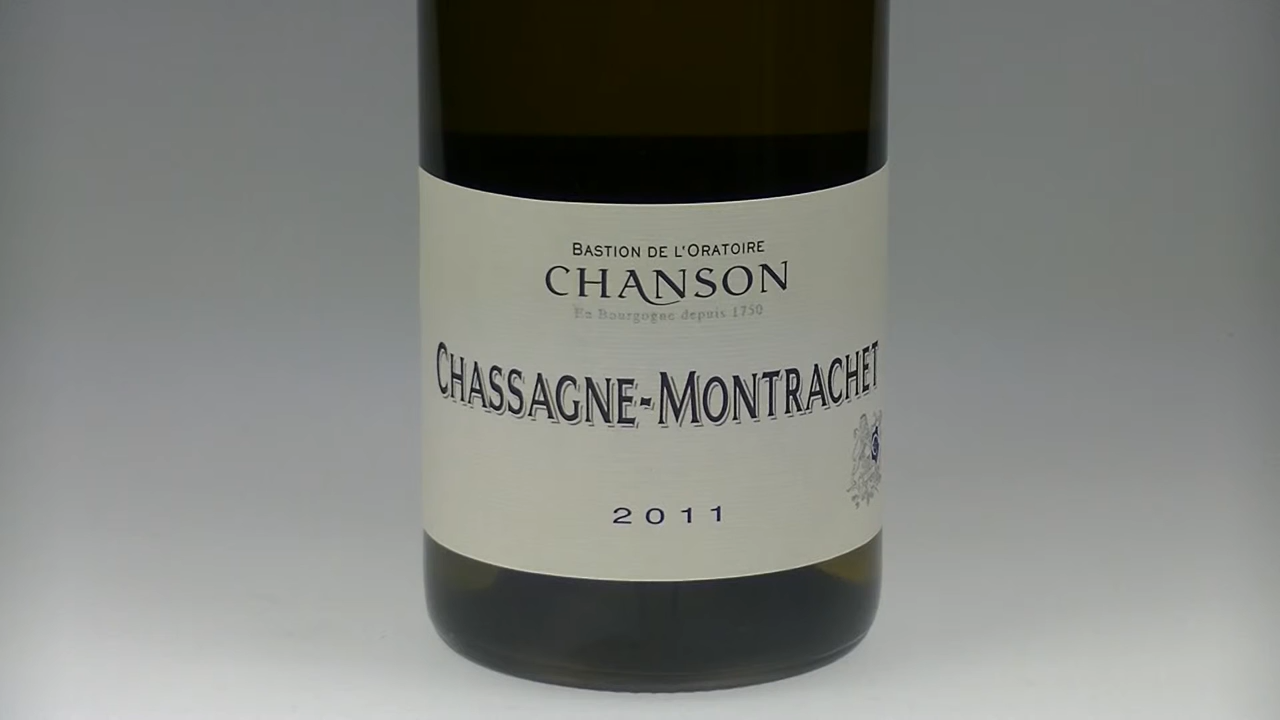 BASTION DE L'ORATOIRE
CHANSON
En Bourgogne depuis 1750
CHASSAGNE-MONTRACHET
2011